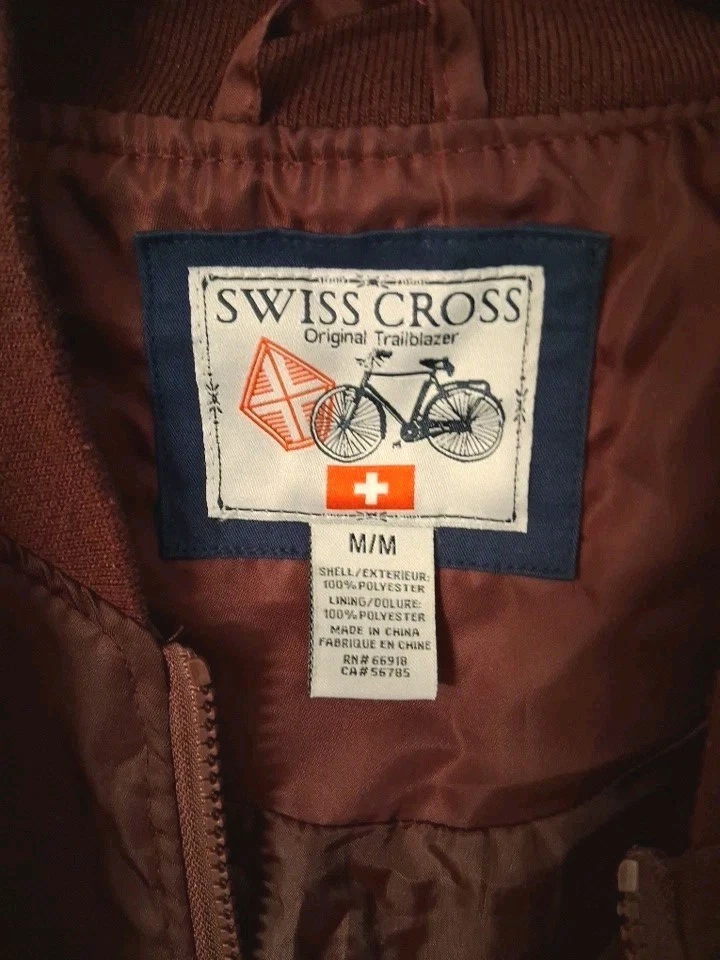 SWISS CROSS
Original Trailblazer
M/M
SHELL/EXTERIEUR:
100% POLYESTER
LINING/DOLURE:
100% POLYESTER
MADE IN CHINA
FABRIQUE EN CHINE
RN# 66918
CA# 56785